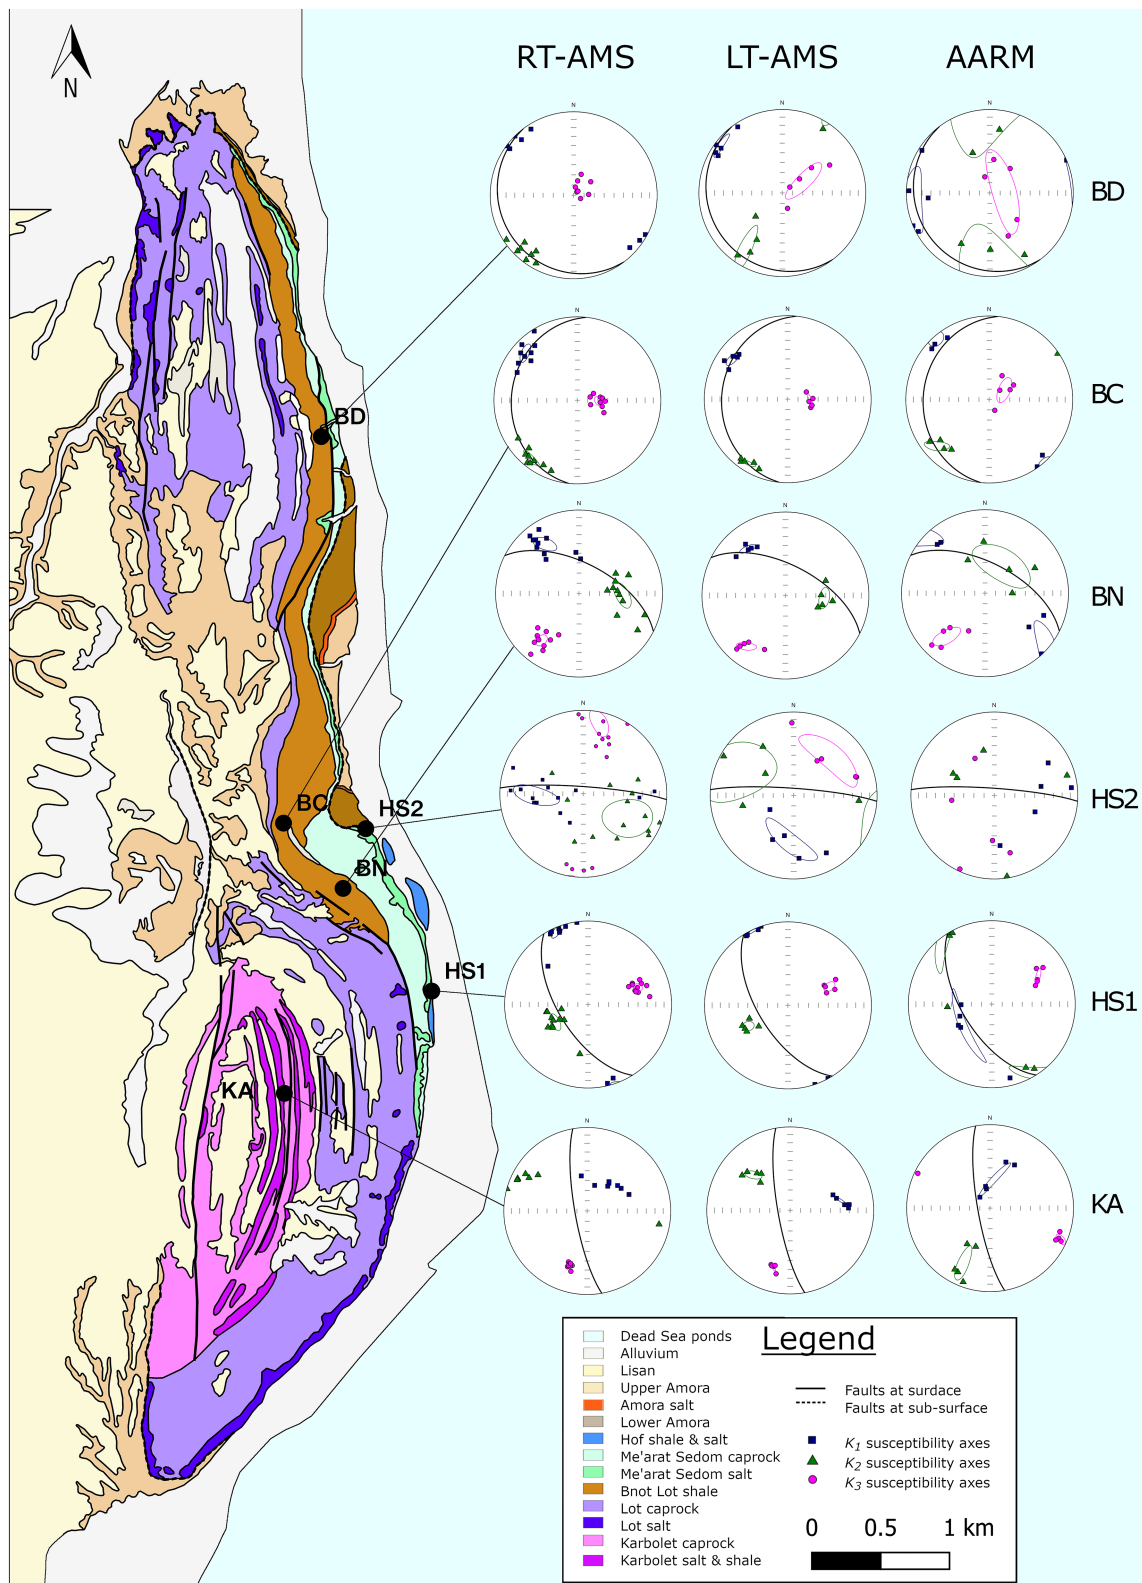 RT-AMS LT-AMS AARM
N
N N N
BD
BD
N N N
BC
N N N
BN
N N N
BC
HS2
HS2
BN
N N N
HS1
HS1
KA
N N N
KA
Legend
Dead Sea ponds
Alluvium
Lisan
Upper Amora
Amora salt
Lower Amora
Hof shale & salt
Me'arat Sedom caprock
Me'arat Sedom salt
Bnot Lot shale
Lot caprock
Lot salt
Karbolet caprock
Karbolet salt & shale
Faults at surdace
Faults at sub-surface
K1 susceptibility axes
K2 susceptibility axes
K3 susceptibility axes
0 0.5 1 km